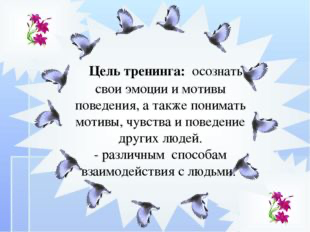 Цель тренинга: осознать
свои эмоции и мотивы
поведения, а также понимать
мотивы, чувства и поведение
других людей.
- различным способам
взаимодействия с людьми.